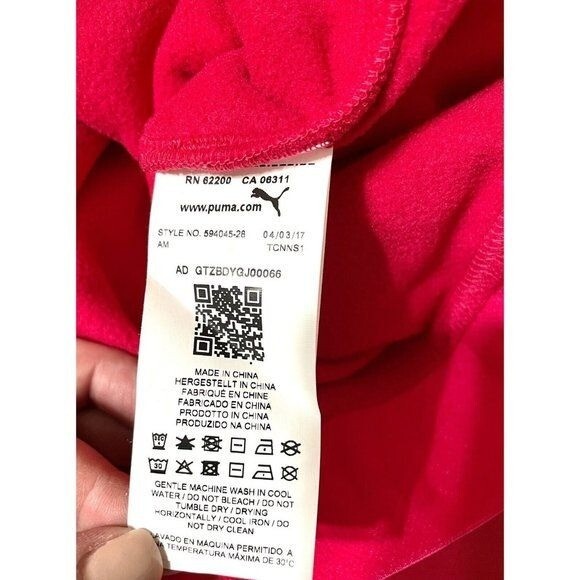 RN 62200 CA 06311
www.puma.com
STYLE NO. 594045-28 04/03/17
AM TCNNS1
AD GTZBDYGJ00066
MADE IN CHINA
HERGESTELLT IN CHINA
FABRIQUÉ EN CHINE
FABRICADO EN CHINA
PRODOTTO IN CHINA
PRODUZIDO NA CHINA
30
GENTLE MACHINE WASH IN COOL
WATER / DO NOT BLEACH / DO NOT
TUMBLE DRY / DRYING
HORIZONTALLY / COOL IRON / DO
NOT DRY CLEAN
LAVADO EN MÁQUINA PERMITIDO A
TEMPERATURA MÁXIMA DE 30°C